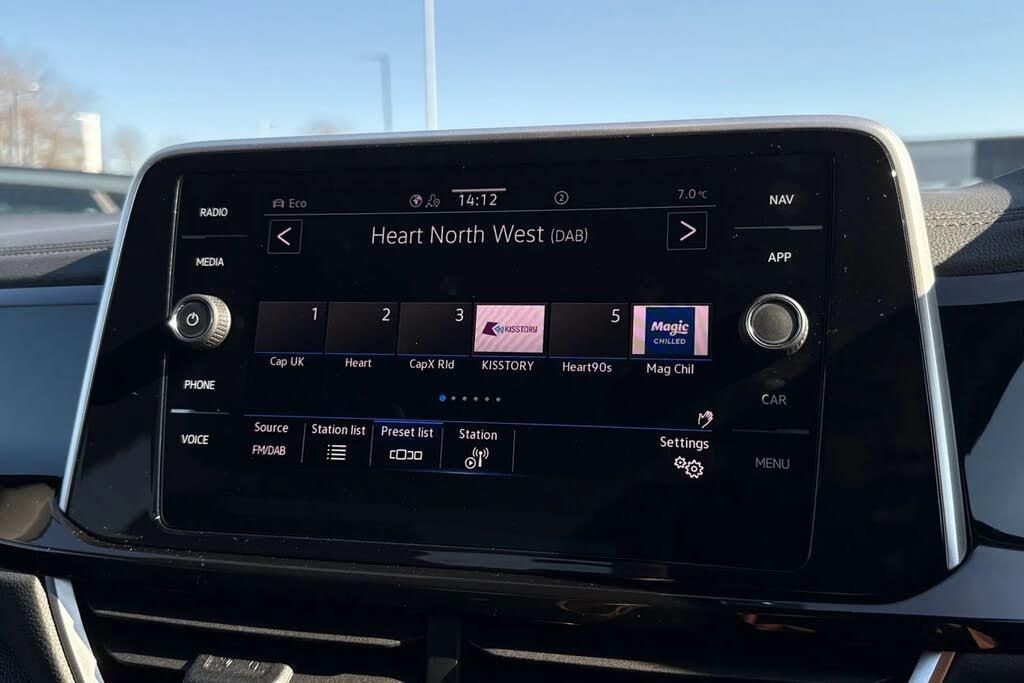 RADIO
MEDIA
PHONE
VOICE
Eco
14:12
2
7.0°C
Heart North West (DAB)
1
2
3
KISSTORY
5
Magic
CHILLED
Cap UK
Heart
CapX Rld
KISSTORY
Heart90s
Mag Chil
Source
FM/DAB
Station list
Preset list
Station
Settings
NAV
APP
CAR
MENU